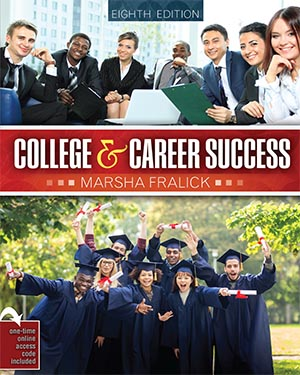 EIGHTH EDITION
COLLEGE & CAREER SUCCESS
MARSHA FRALICK
one-time
online
access
code
included